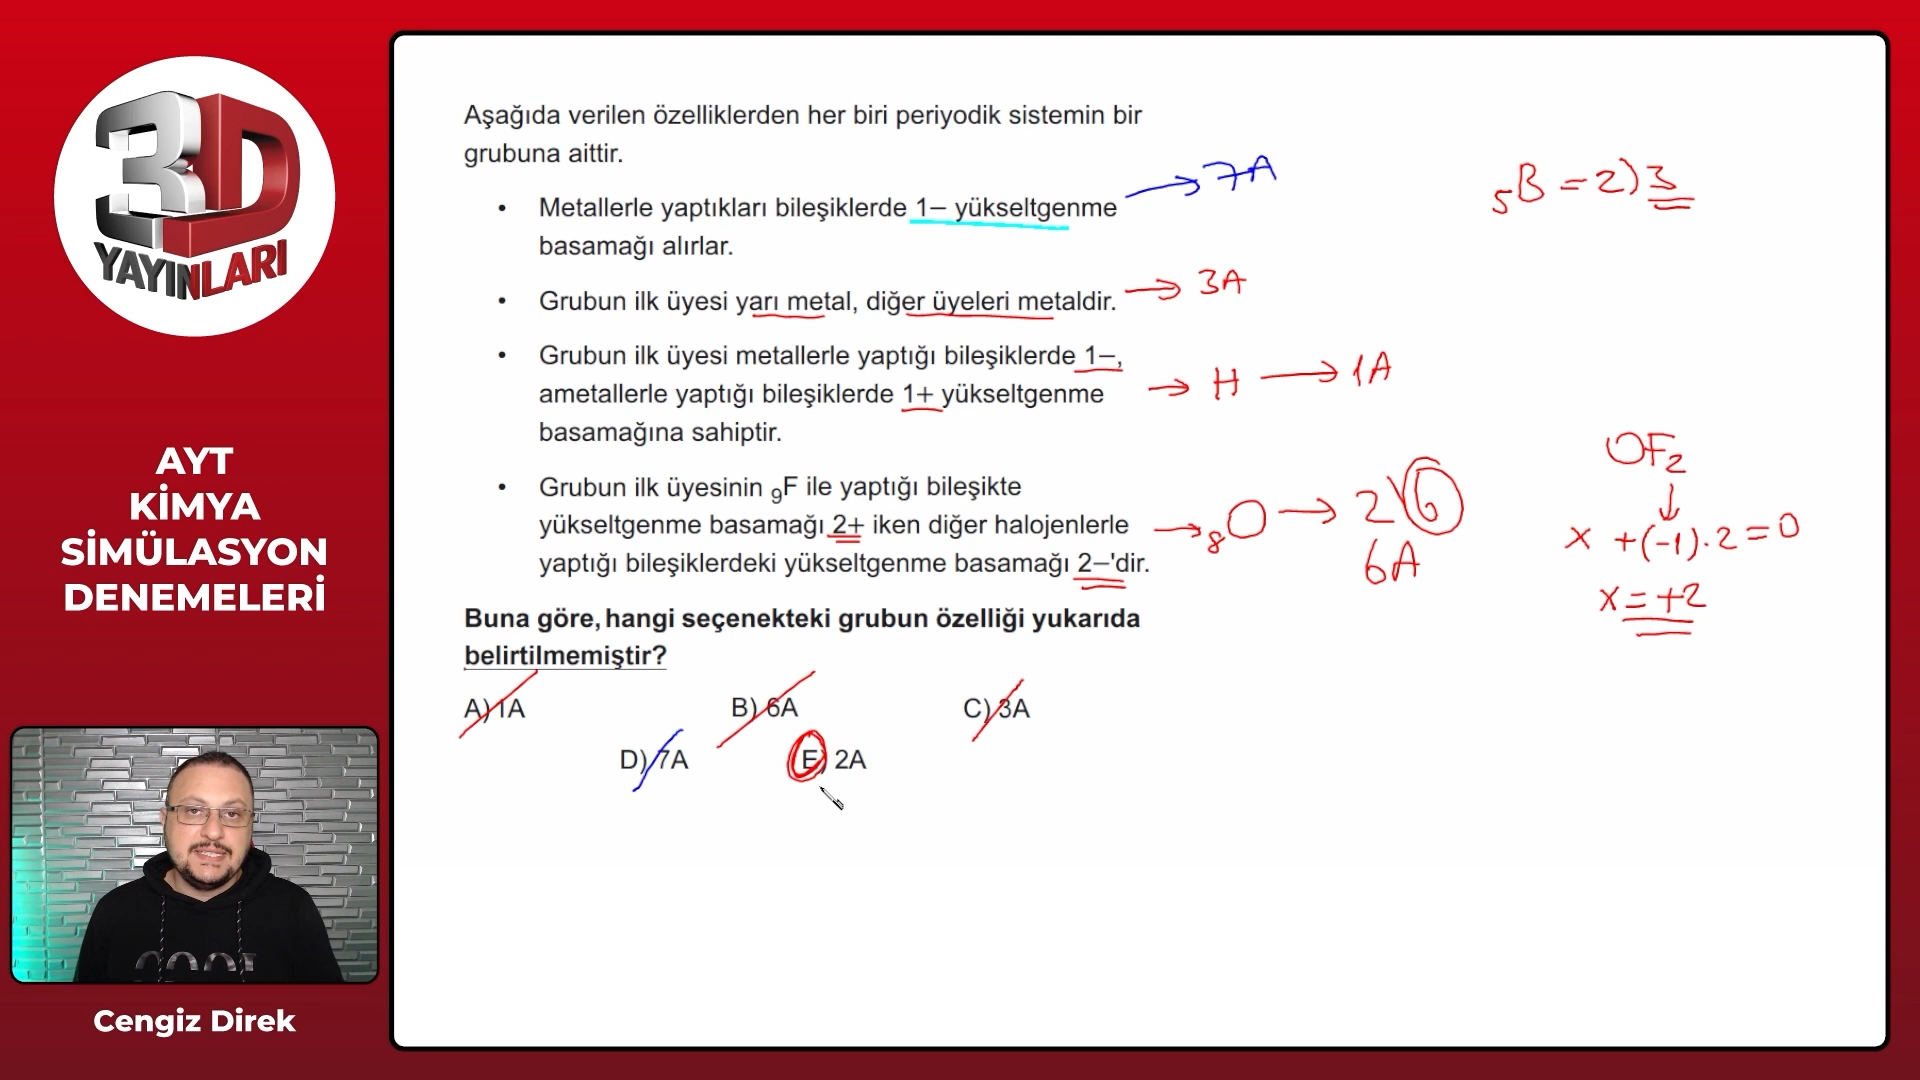 3D
YAYINLARI
AYT
KİMYA
SİMÜLASYON
DENEMELERİ
COOL
Cengiz Direk
Aşağıda verilen özelliklerden her biri periyodik sistemin bir
grubuna aittir.
• Metallerle yaptıkları bileşiklerde 1– yükseltgenme
basamağı alırlar.
→ 7A
• Grubun ilk üyesi yarı metal, diğer üyeleri metaldir.
→ 3A
• Grubun ilk üyesi metallerle yaptığı bileşiklerde 1–,
ametallerle yaptığı bileşiklerde 1+ yükseltgenme
basamağına sahiptir.
→ H → 1A
• Grubun ilk üyesinin ₉F ile yaptığı bileşikte
yükseltgenme basamağı 2+ iken diğer halojenlerle
yaptığı bileşiklerdeki yükseltgenme basamağı 2–'dir.
→ ₈O → 2)6
6A
Buna göre, hangi seçenekteki grubun özelliği yukarıda
belirtilmemiştir?
A) 1A B) 6A C) 3A
D) 7A E) 2A
₅B = 2) 3
OF₂
↓
x + (-1).2 = 0
x = +2